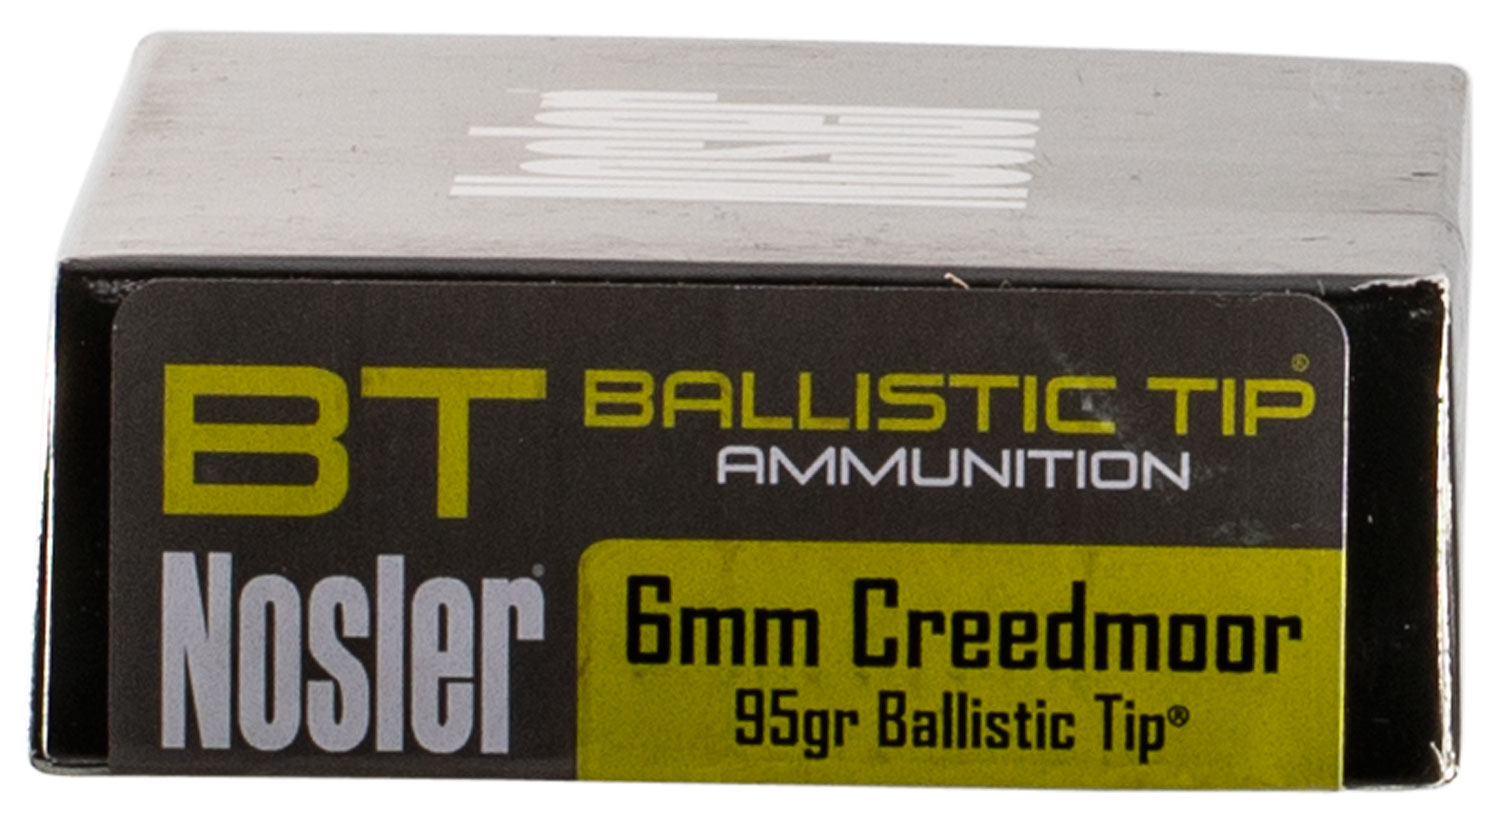 BT BALLISTIC TIP®
AMMUNITION
Nosler®
6mm Creedmoor
95gr Ballistic Tip®